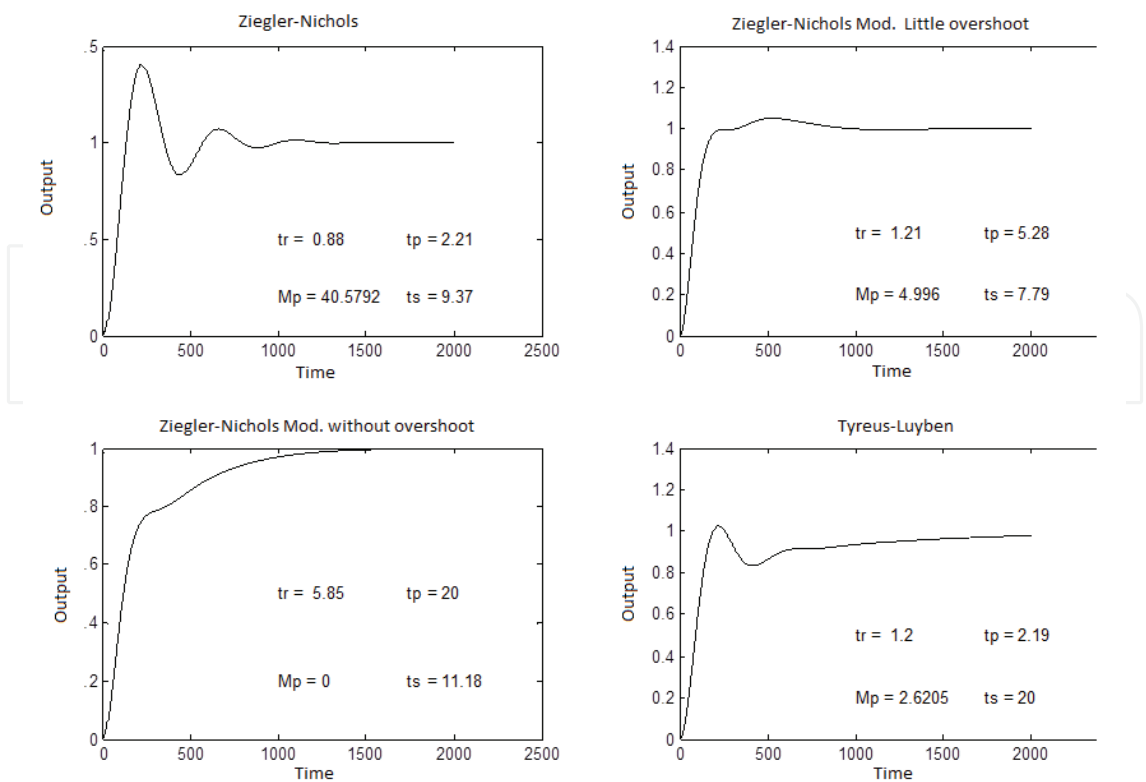 Ziegler-Nichols
.5
1
.5
0
Output
tr = 0.88 tp = 2.21
Mp = 40.5792 ts = 9.37
0 500 1000 1500 2000 2500
Time
Ziegler-Nichols Mod. Little overshoot
1.4
1.2
1
0.8
0.6
0.4
0.2
0
Output
tr = 1.21 tp = 5.28
Mp = 4.996 ts = 7.79
0 500 1000 1500 2000
Time
Ziegler-Nichols Mod. without overshoot
1
.8
.6
.4
.2
0
Output
tr = 5.85 tp = 20
Mp = 0 ts = 11.18
0 500 1000 1500 2000 2500
Time
Tyreus-Luyben
1.4
1.2
1
0.8
0.6
0.4
0.2
0
Output
tr = 1.2 tp = 2.19
Mp = 2.6205 ts = 20
0 500 1000 1500 2000
Time